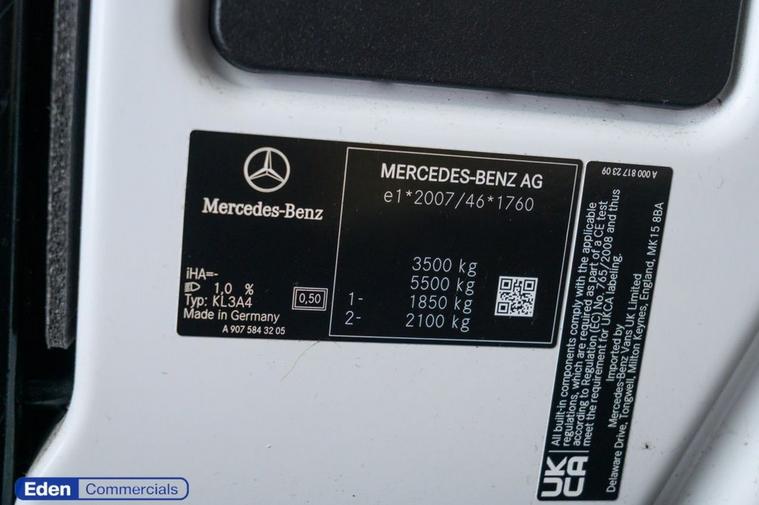 Mercedes-Benz
iHA=-
1,0 %
Typ: KL3A4
Made in Germany
0,50
A 907 584 32 05
MERCEDES-BENZ AG
e1*2007/46*1760
3500 kg
5500 kg
1- 1850 kg
2- 2100 kg
A 000 817 23 09
All built-in components comply with the applicable
regulations, which are required as part of a CE test
according to Regulation (EC) No. 765/2008 and thus
meet the requirement for UKCA labeling.
Imported by
Mercedes-Benz Vans UK Limited
Delaware Drive, Tongwell, Milton Keynes, England, MK15 8BA
UK
CA
Eden Commercials